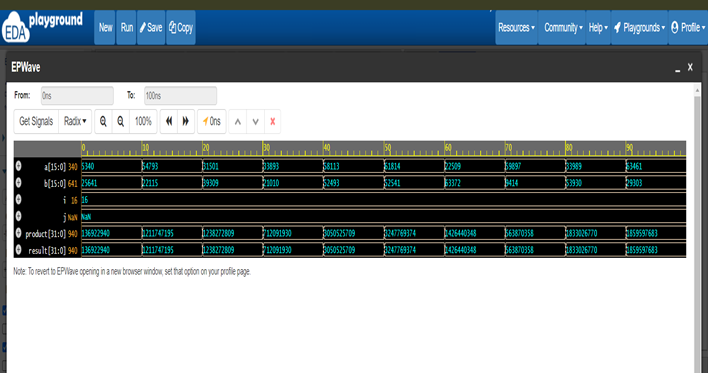 EDA playground New Run Save Copy Resources Community Help Playgrounds Profile
EPWave
From: 0ns To: 100ns
Get Signals Radix 100% 0ns
0 10 20 30 40 50 60 70 80 90
a[15:0] 340 5340 54793 31501 33893 58113 61814 22509 59897 33989 63461
b[15:0] 641 25641 22115 39309 21010 52493 52541 63372 9414 53930 29303
i 16 16
j NaN NaN
product[31:0] 940 136922940 1211747195 1238272809 712091930 3050525709 3247769374 1426440348 563870358 1833026770 1859597683
result[31:0] 940 136922940 1211747195 1238272809 712091930 3050525709 3247769374 1426440348 563870358 1833026770 1859597683
Note: To revert to EPWave opening in a new browser window, set that option on your profile page.